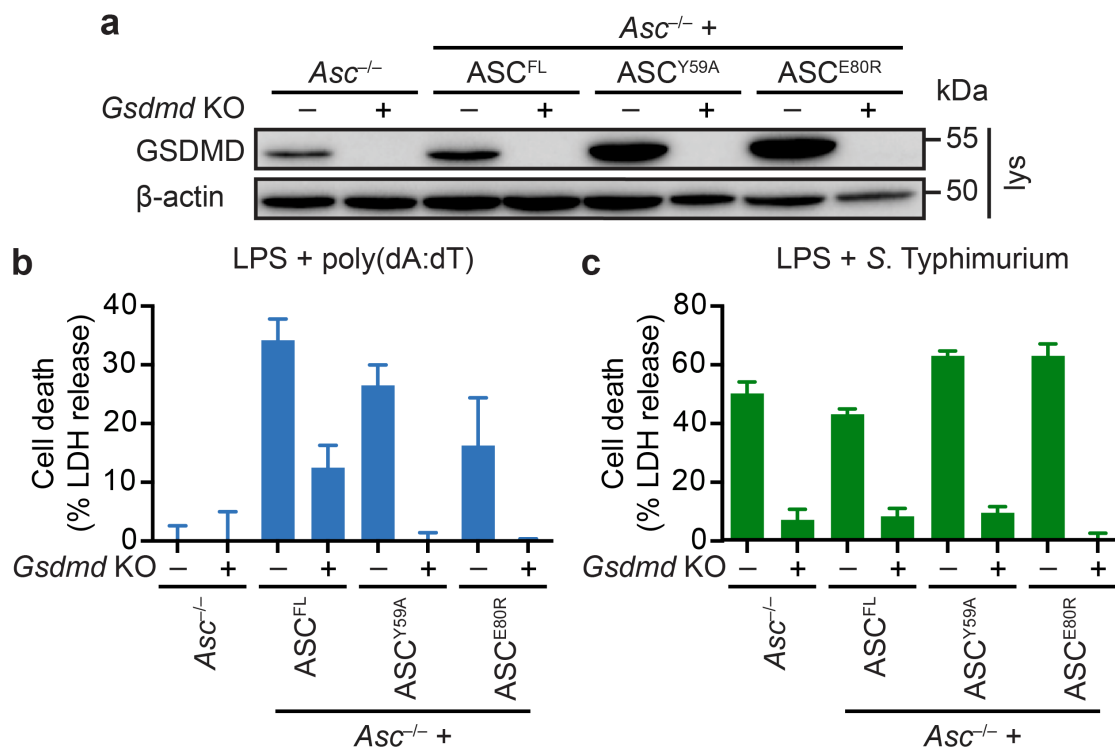 a
Asc–/– +
Asc–/– ASCFL ASCY59A ASCE80R
kDa
Gsdmd KO – + – + – + – +
GSDMD
55
β-actin
50
lys
b
LPS + poly(dA:dT)
Cell death
(% LDH release)
40
30
20
10
0
Gsdmd KO – + – + – + – +
Asc–/–
ASCFL
ASCY59A
ASCE80R
Asc–/– +
c
LPS + S. Typhimurium
Cell death
(% LDH release)
80
60
40
20
0
Gsdmd KO – + – + – + – +
Asc–/–
ASCFL
ASCY59A
ASCE80R
Asc–/– +